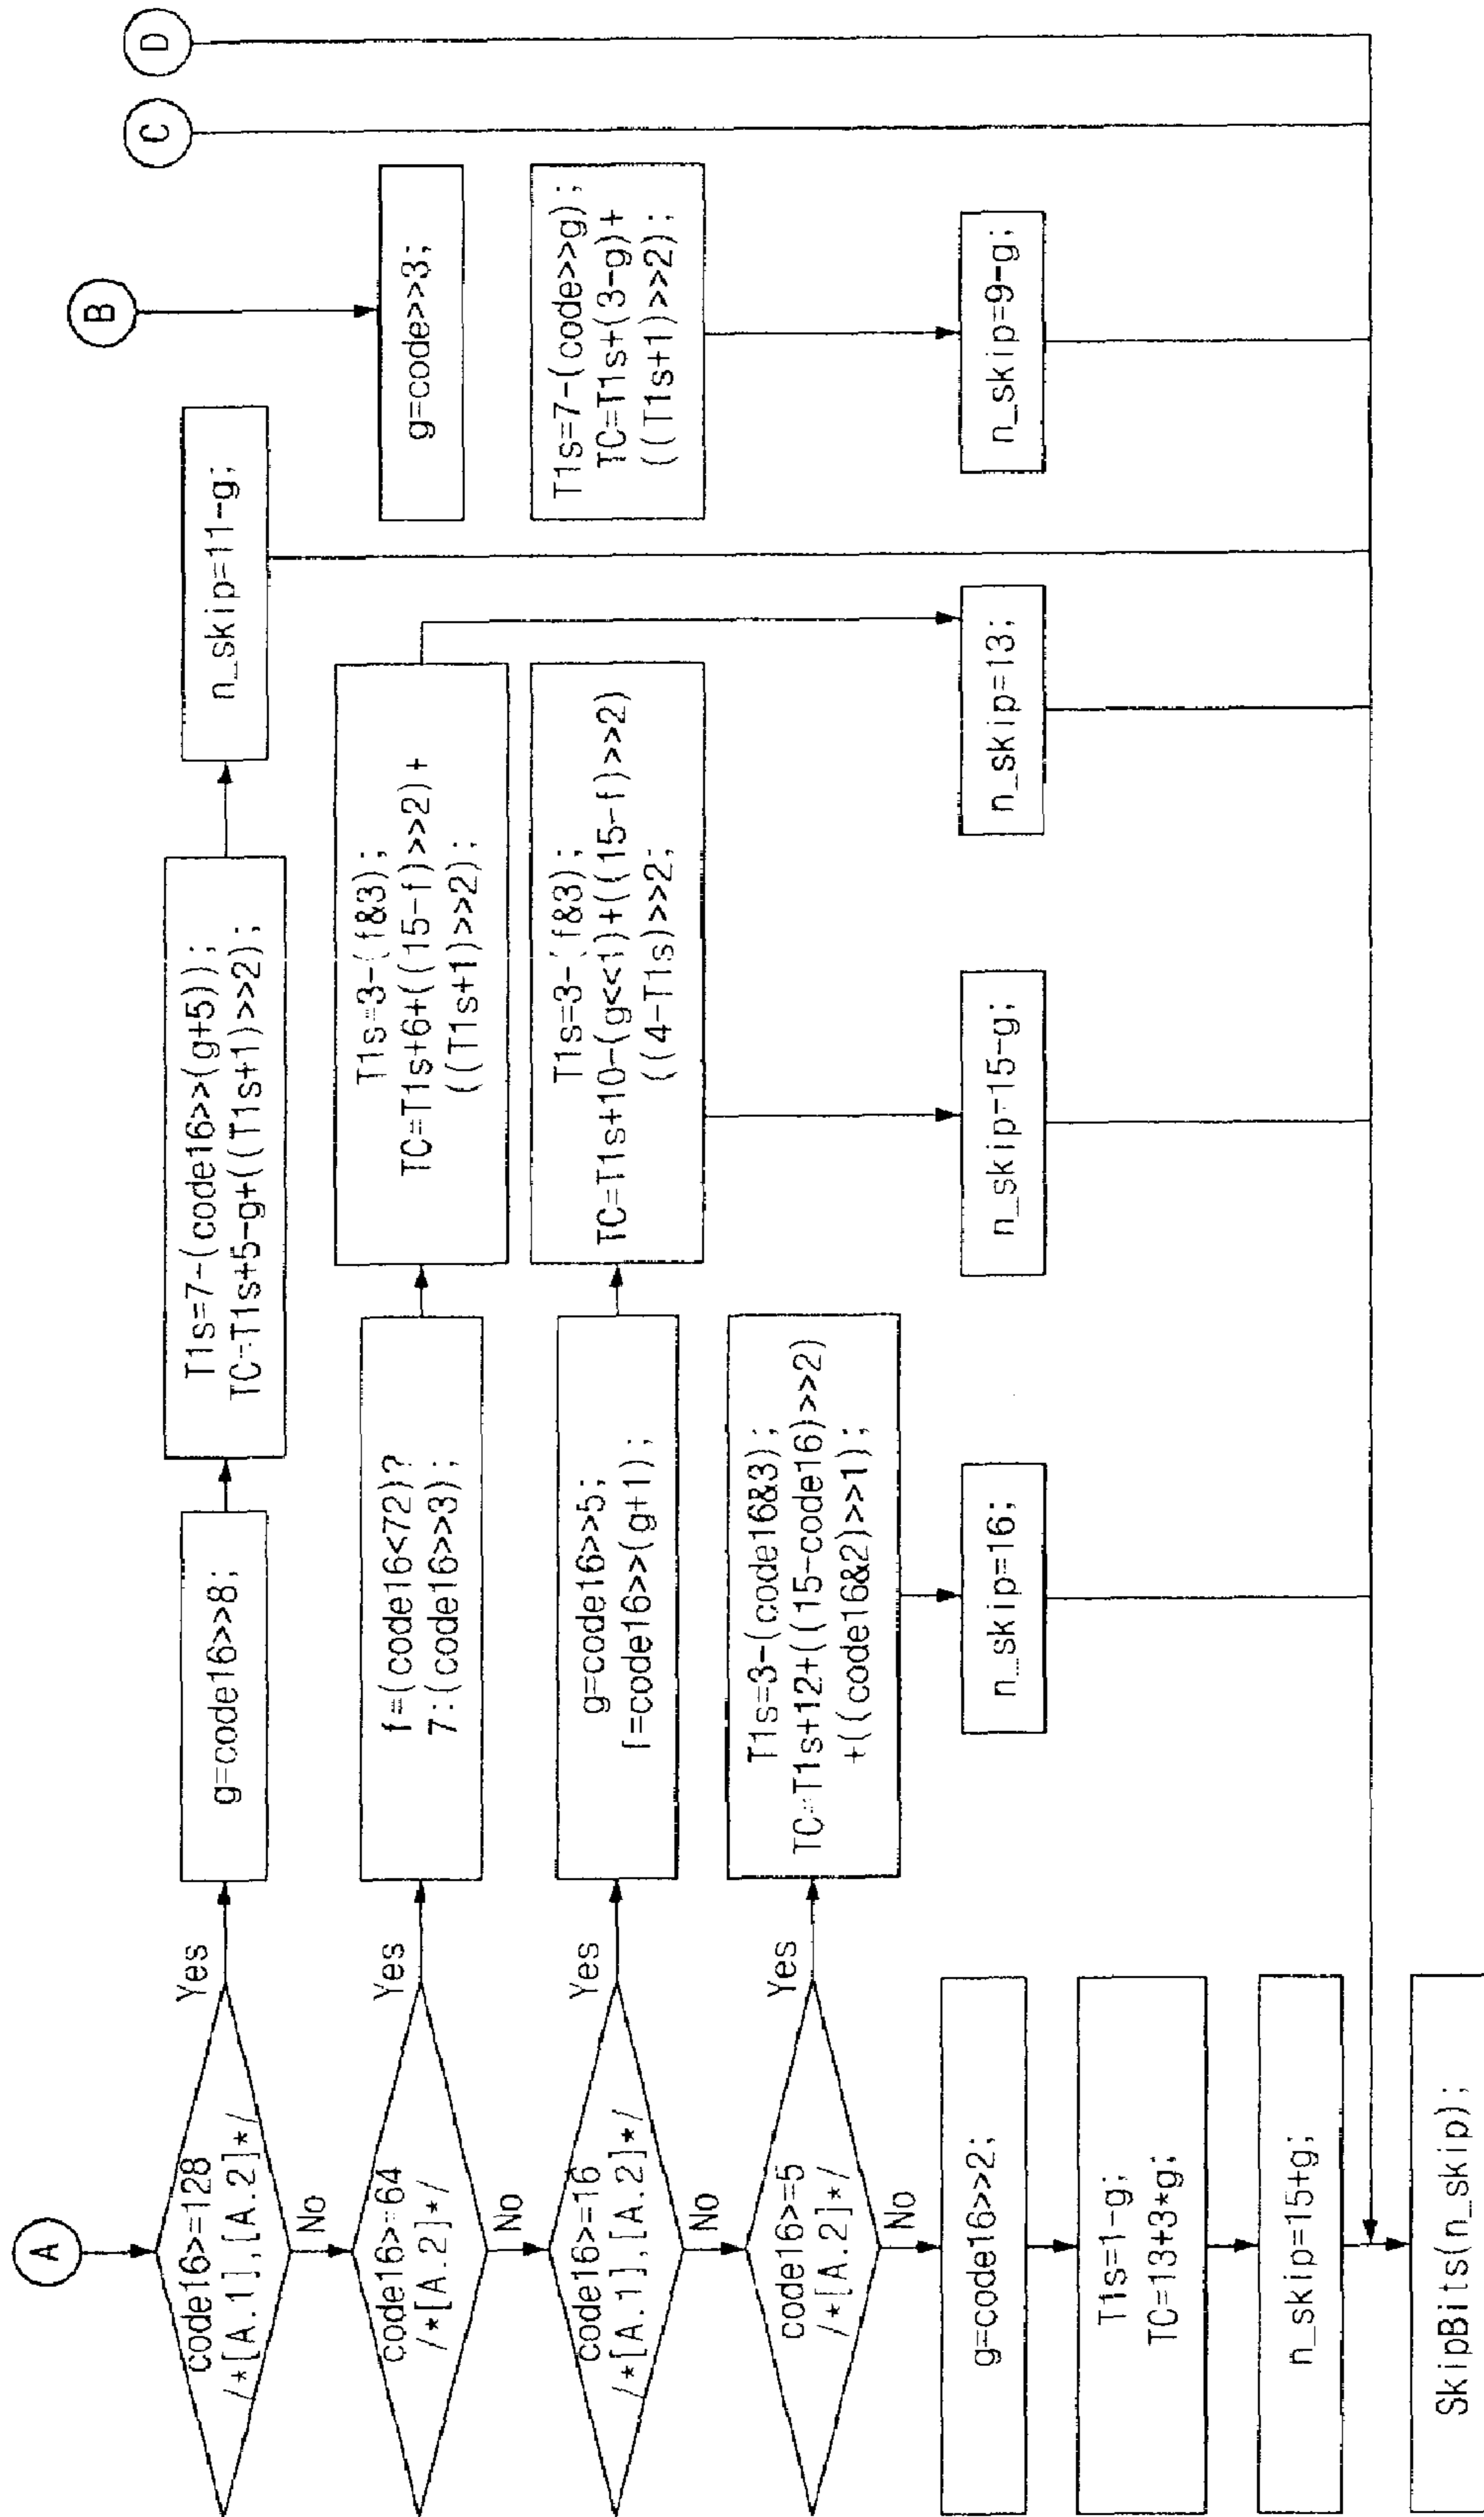 A
code16>=128
/*[A.1],[A.2]*/
Yes
g=code16>>8;
T1s=7-(code16>>(g+5));
TC=T1s+5-g+((T1s+1)>>2);
n_skip=11-g;
No
code16>=64
/*[A.2]*/
Yes
f=(code16<72)?
7:(code16>>3);
T1s=3-(f&3);
TC=T1s+6+((15-f)>>2)+
((T1s+1)>>2);
No
code16>=16
/*[A.1],[A.2]*/
Yes
g=code16>>5;
f=code16>>(g+1);
T1s=3-(f&3);
TC=T1s+10-(g<<1)+((15-f)>>2)
((4-T1s)>>2;
No
code16>=5
/*[A.2]*/
Yes
T1s=3-(code16&3);
TC=T1s+12+((15-code16)>>2)
+((code16&2)>>1);
No
g=code16>>2;
n_skip=16;
n_skip=15-g;
n_skip=13;
n_skip=9-g;
T1s=1-g;
TC=13+3*g;
n_skip=15+g;
SkipBits(n_skip);
B
g=code>>3;
T1s=7-(code>>g);
TC=T1s+(3-g)+
((T1s+1)>>2);
C
D